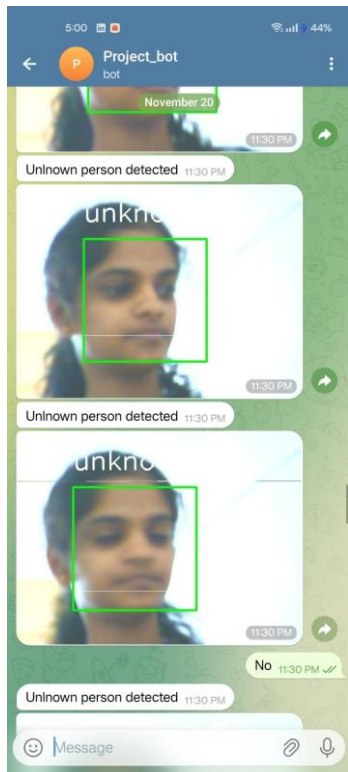 5:00
44%
P
Project_bot
bot
November 20
11:30 PM
Unlnown person detected 11:30 PM
unkno
11:30 PM
Unlnown person detected 11:30 PM
unkno
11:30 PM
No 11:30 PM
Unlnown person detected 11:30 PM
Message